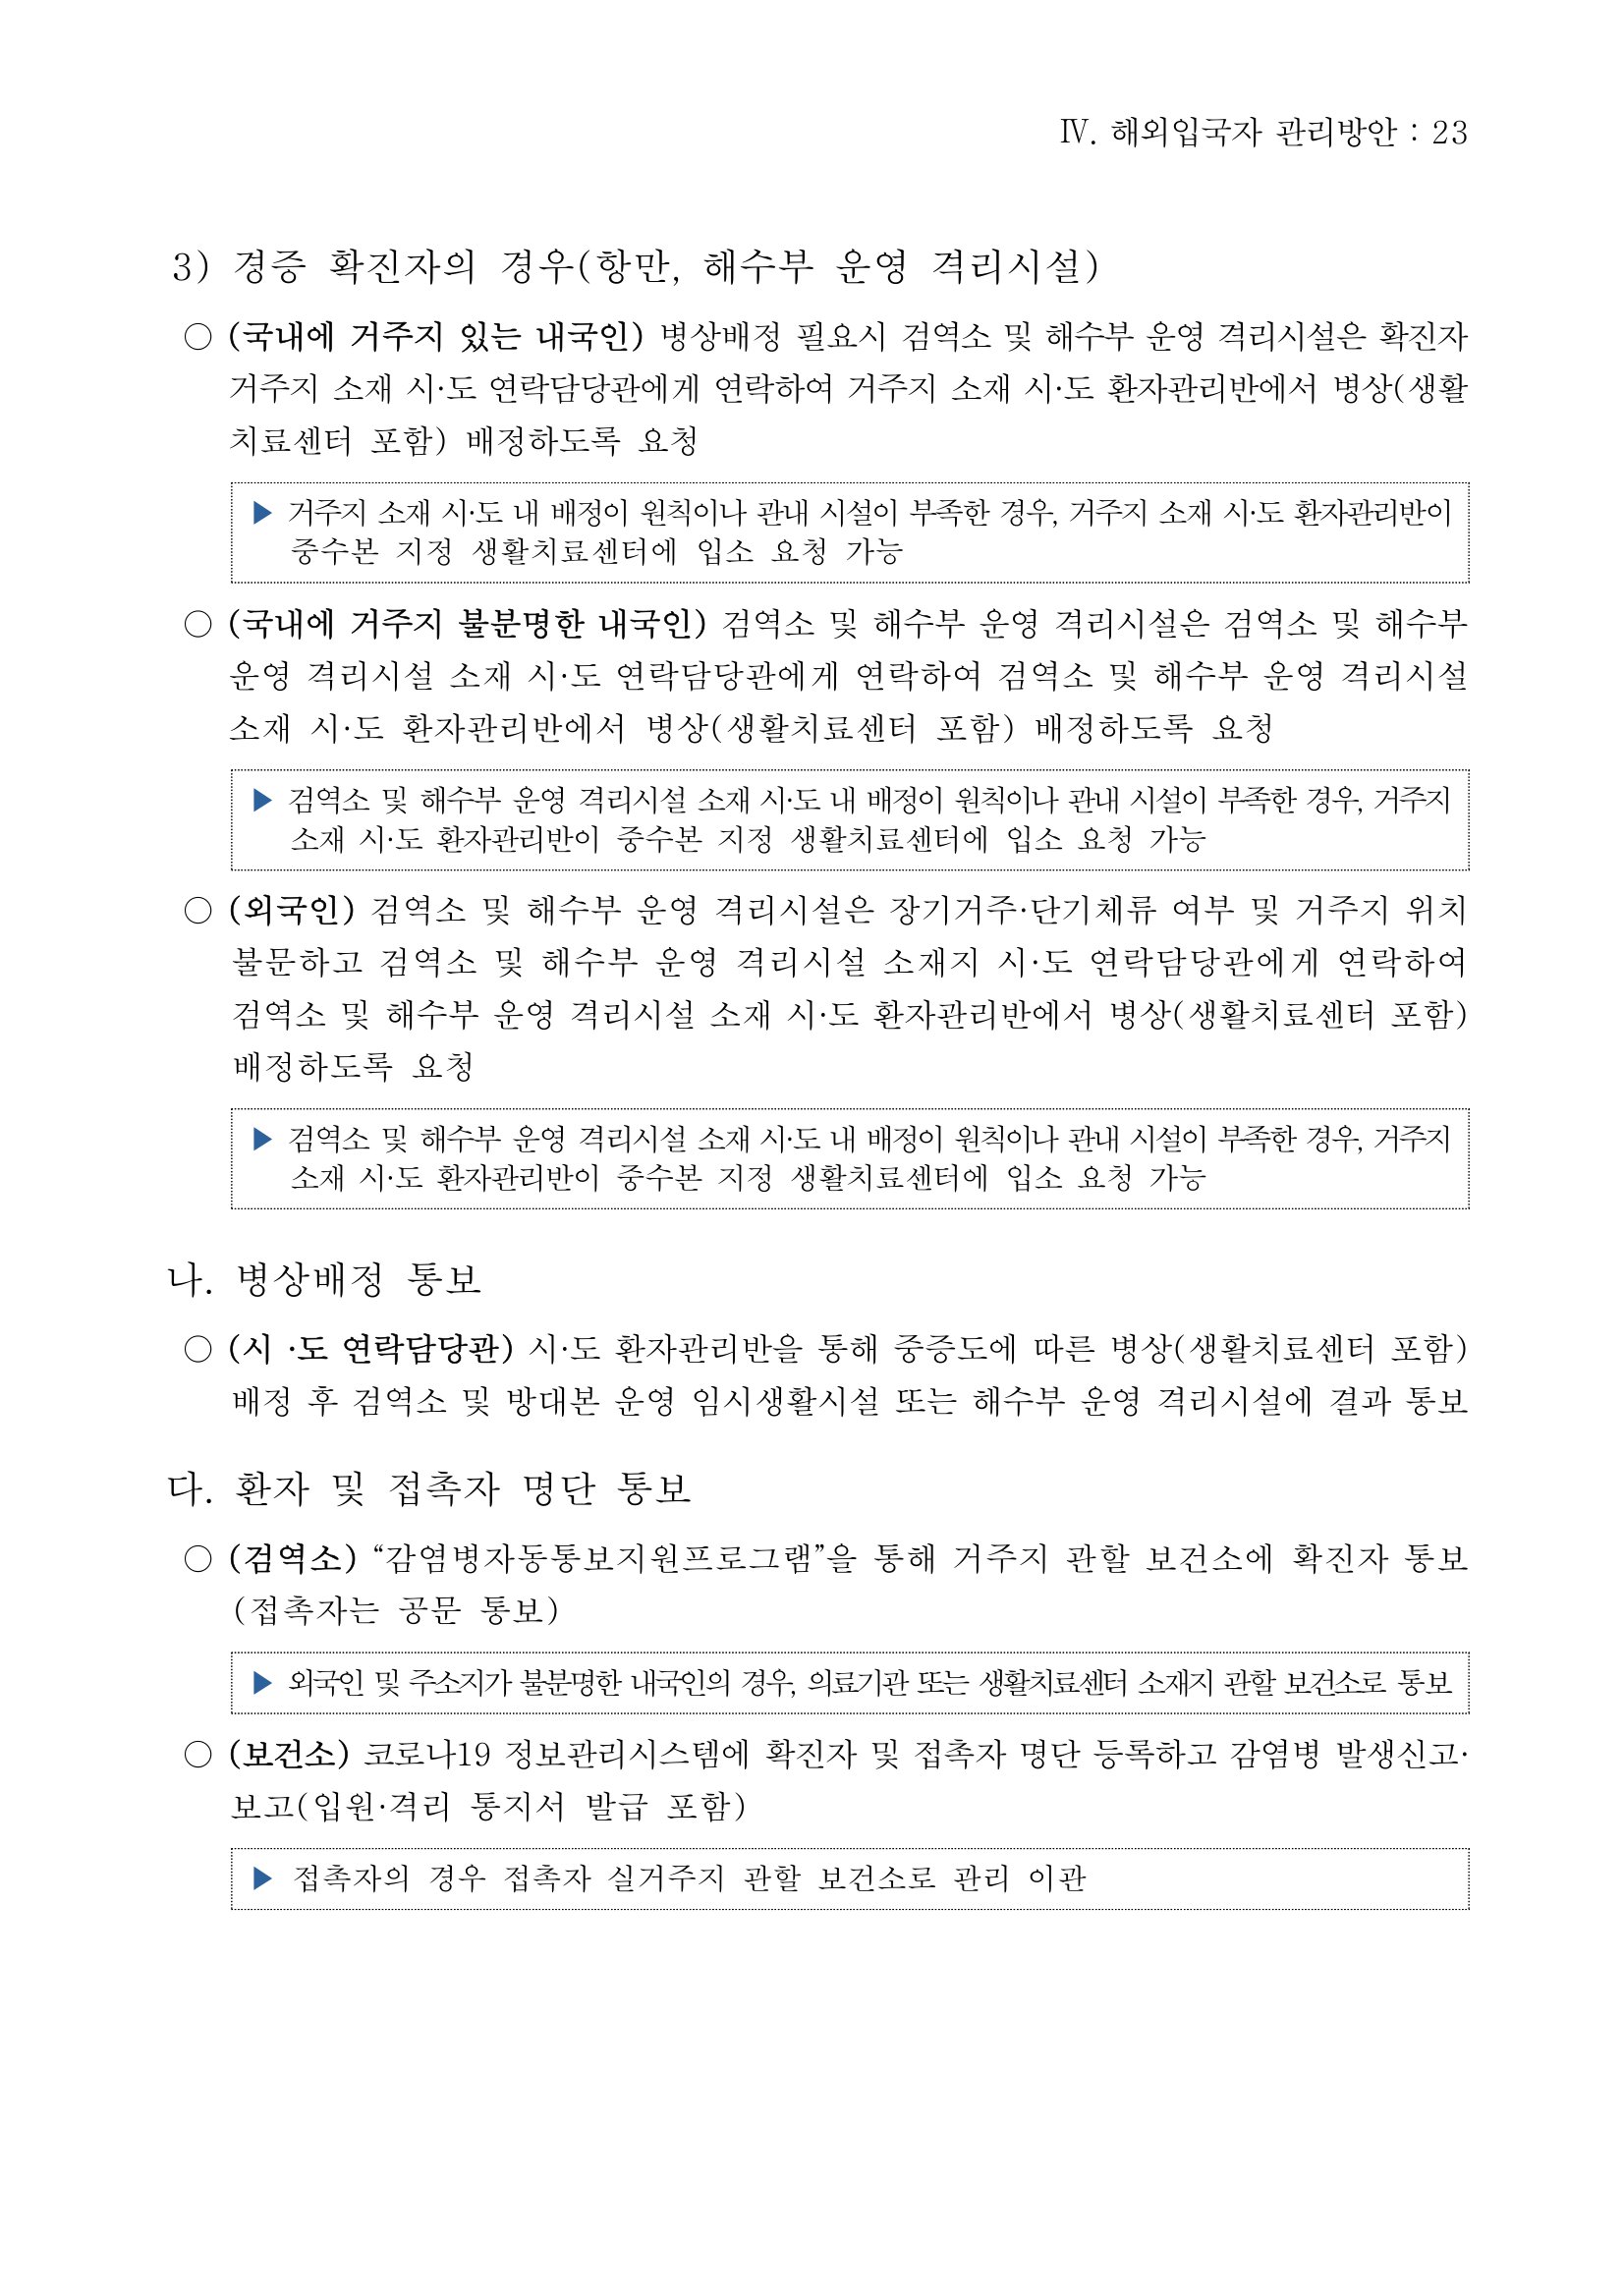 Ⅳ. 해외입국자 관리방안 : 23
3) 경증 확진자의 경우(항만, 해수부 운영 격리시설)
○ (국내에 거주지 있는 내국인) 병상배정 필요시 검역소 및 해수부 운영 격리시설은 확진자
거주지 소재 시·도 연락담당관에게 연락하여 거주지 소재 시·도 환자관리반에서 병상(생활
치료센터 포함) 배정하도록 요청
▶ 거주지 소재 시·도 내 배정이 원칙이나 관내 시설이 부족한 경우, 거주지 소재 시·도 환자관리반이
중수본 지정 생활치료센터에 입소 요청 가능
○ (국내에 거주지 불분명한 내국인) 검역소 및 해수부 운영 격리시설은 검역소 및 해수부
운영 격리시설 소재 시·도 연락담당관에게 연락하여 검역소 및 해수부 운영 격리시설
소재 시·도 환자관리반에서 병상(생활치료센터 포함) 배정하도록 요청
▶ 검역소 및 해수부 운영 격리시설 소재 시·도 내 배정이 원칙이나 관내 시설이 부족한 경우, 거주지
소재 시·도 환자관리반이 중수본 지정 생활치료센터에 입소 요청 가능
○ (외국인) 검역소 및 해수부 운영 격리시설은 장기거주·단기체류 여부 및 거주지 위치
불문하고 검역소 및 해수부 운영 격리시설 소재지 시·도 연락담당관에게 연락하여
검역소 및 해수부 운영 격리시설 소재 시·도 환자관리반에서 병상(생활치료센터 포함)
배정하도록 요청
▶ 검역소 및 해수부 운영 격리시설 소재 시·도 내 배정이 원칙이나 관내 시설이 부족한 경우, 거주지
소재 시·도 환자관리반이 중수본 지정 생활치료센터에 입소 요청 가능
나. 병상배정 통보
○ (시 ·도 연락담당관) 시·도 환자관리반을 통해 중증도에 따른 병상(생활치료센터 포함)
배정 후 검역소 및 방대본 운영 임시생활시설 또는 해수부 운영 격리시설에 결과 통보
다. 환자 및 접촉자 명단 통보
○ (검역소) “감염병자동통보지원프로그램”을 통해 거주지 관할 보건소에 확진자 통보
(접촉자는 공문 통보)
▶ 외국인 및 주소지가 불분명한 내국인의 경우, 의료기관 또는 생활치료센터 소재지 관할 보건소로 통보
○ (보건소) 코로나19 정보관리시스템에 확진자 및 접촉자 명단 등록하고 감염병 발생신고·
보고(입원·격리 통지서 발급 포함)
▶ 접촉자의 경우 접촉자 실거주지 관할 보건소로 관리 이관